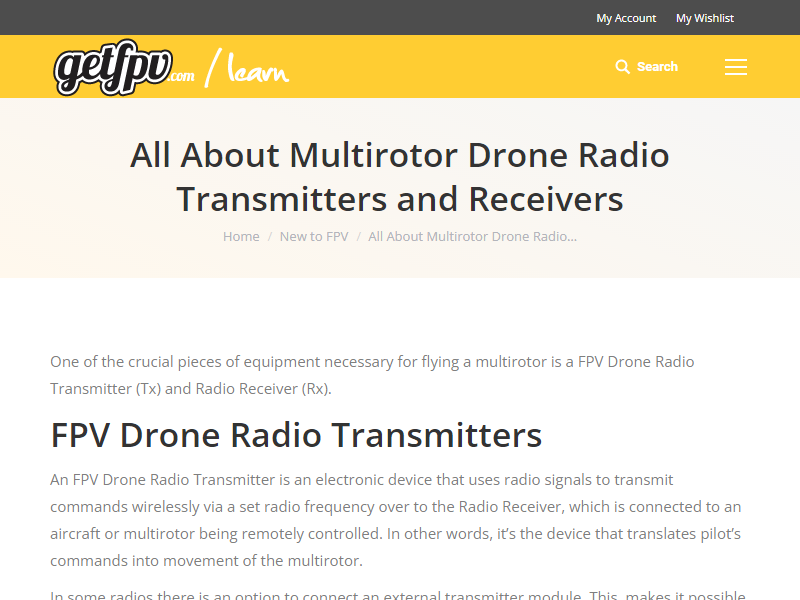 My Account My Wishlist
getfpv.com / learn
Search
All About Multirotor Drone Radio
Transmitters and Receivers
Home / New to FPV / All About Multirotor Drone Radio...
One of the crucial pieces of equipment necessary for flying a multirotor is a FPV Drone Radio
Transmitter (Tx) and Radio Receiver (Rx).
FPV Drone Radio Transmitters
An FPV Drone Radio Transmitter is an electronic device that uses radio signals to transmit
commands wirelessly via a set radio frequency over to the Radio Receiver, which is connected to an
aircraft or multirotor being remotely controlled. In other words, it’s the device that translates pilot’s
commands into movement of the multirotor.
In some radios there is an option to connect an external transmitter module. This, makes it possible